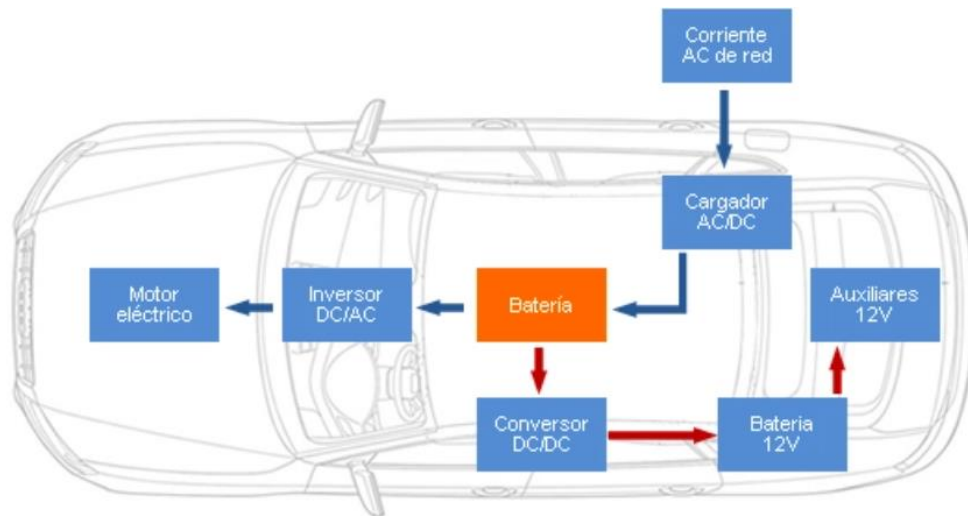 Corriente
AC de red
Cargador
AC/DC
Motor
eléctrico
Inversor
DC/AC
Batería
Auxiliares
12V
Conversor
DC/DC
Bateria
12V